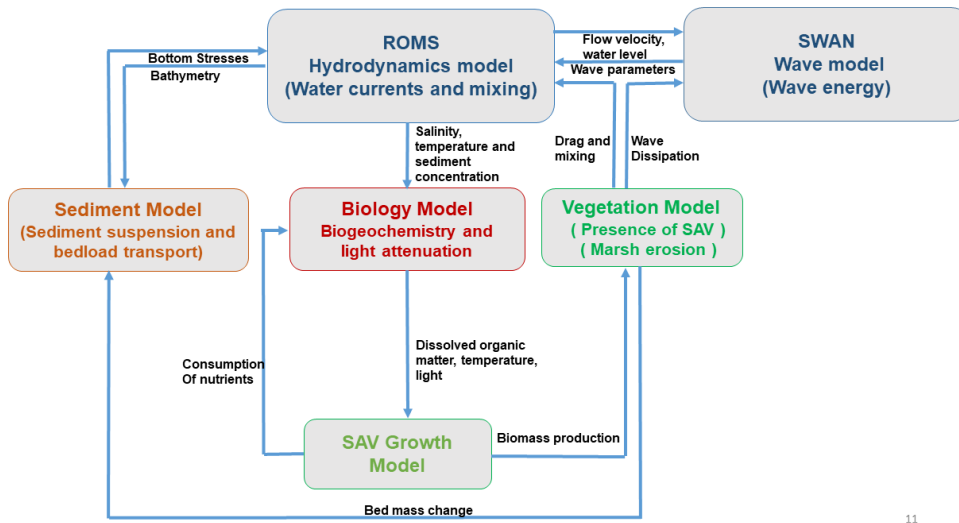 ROMS
Hydrodynamics model
(Water currents and mixing)
Flow velocity,
water level
Wave parameters
SWAN
Wave model
(Wave energy)
Bottom Stresses
Bathymetry
Salinity,
temperature and
sediment
concentration
Drag and
mixing
Wave
Dissipation
Sediment Model
(Sediment suspension and
bedload transport)
Biology Model
Biogeochemistry and
light attenuation
Vegetation Model
( Presence of SAV )
( Marsh erosion )
Consumption
Of nutrients
Dissolved organic
matter, temperature,
light
SAV Growth
Model
Biomass production
Bed mass change
11